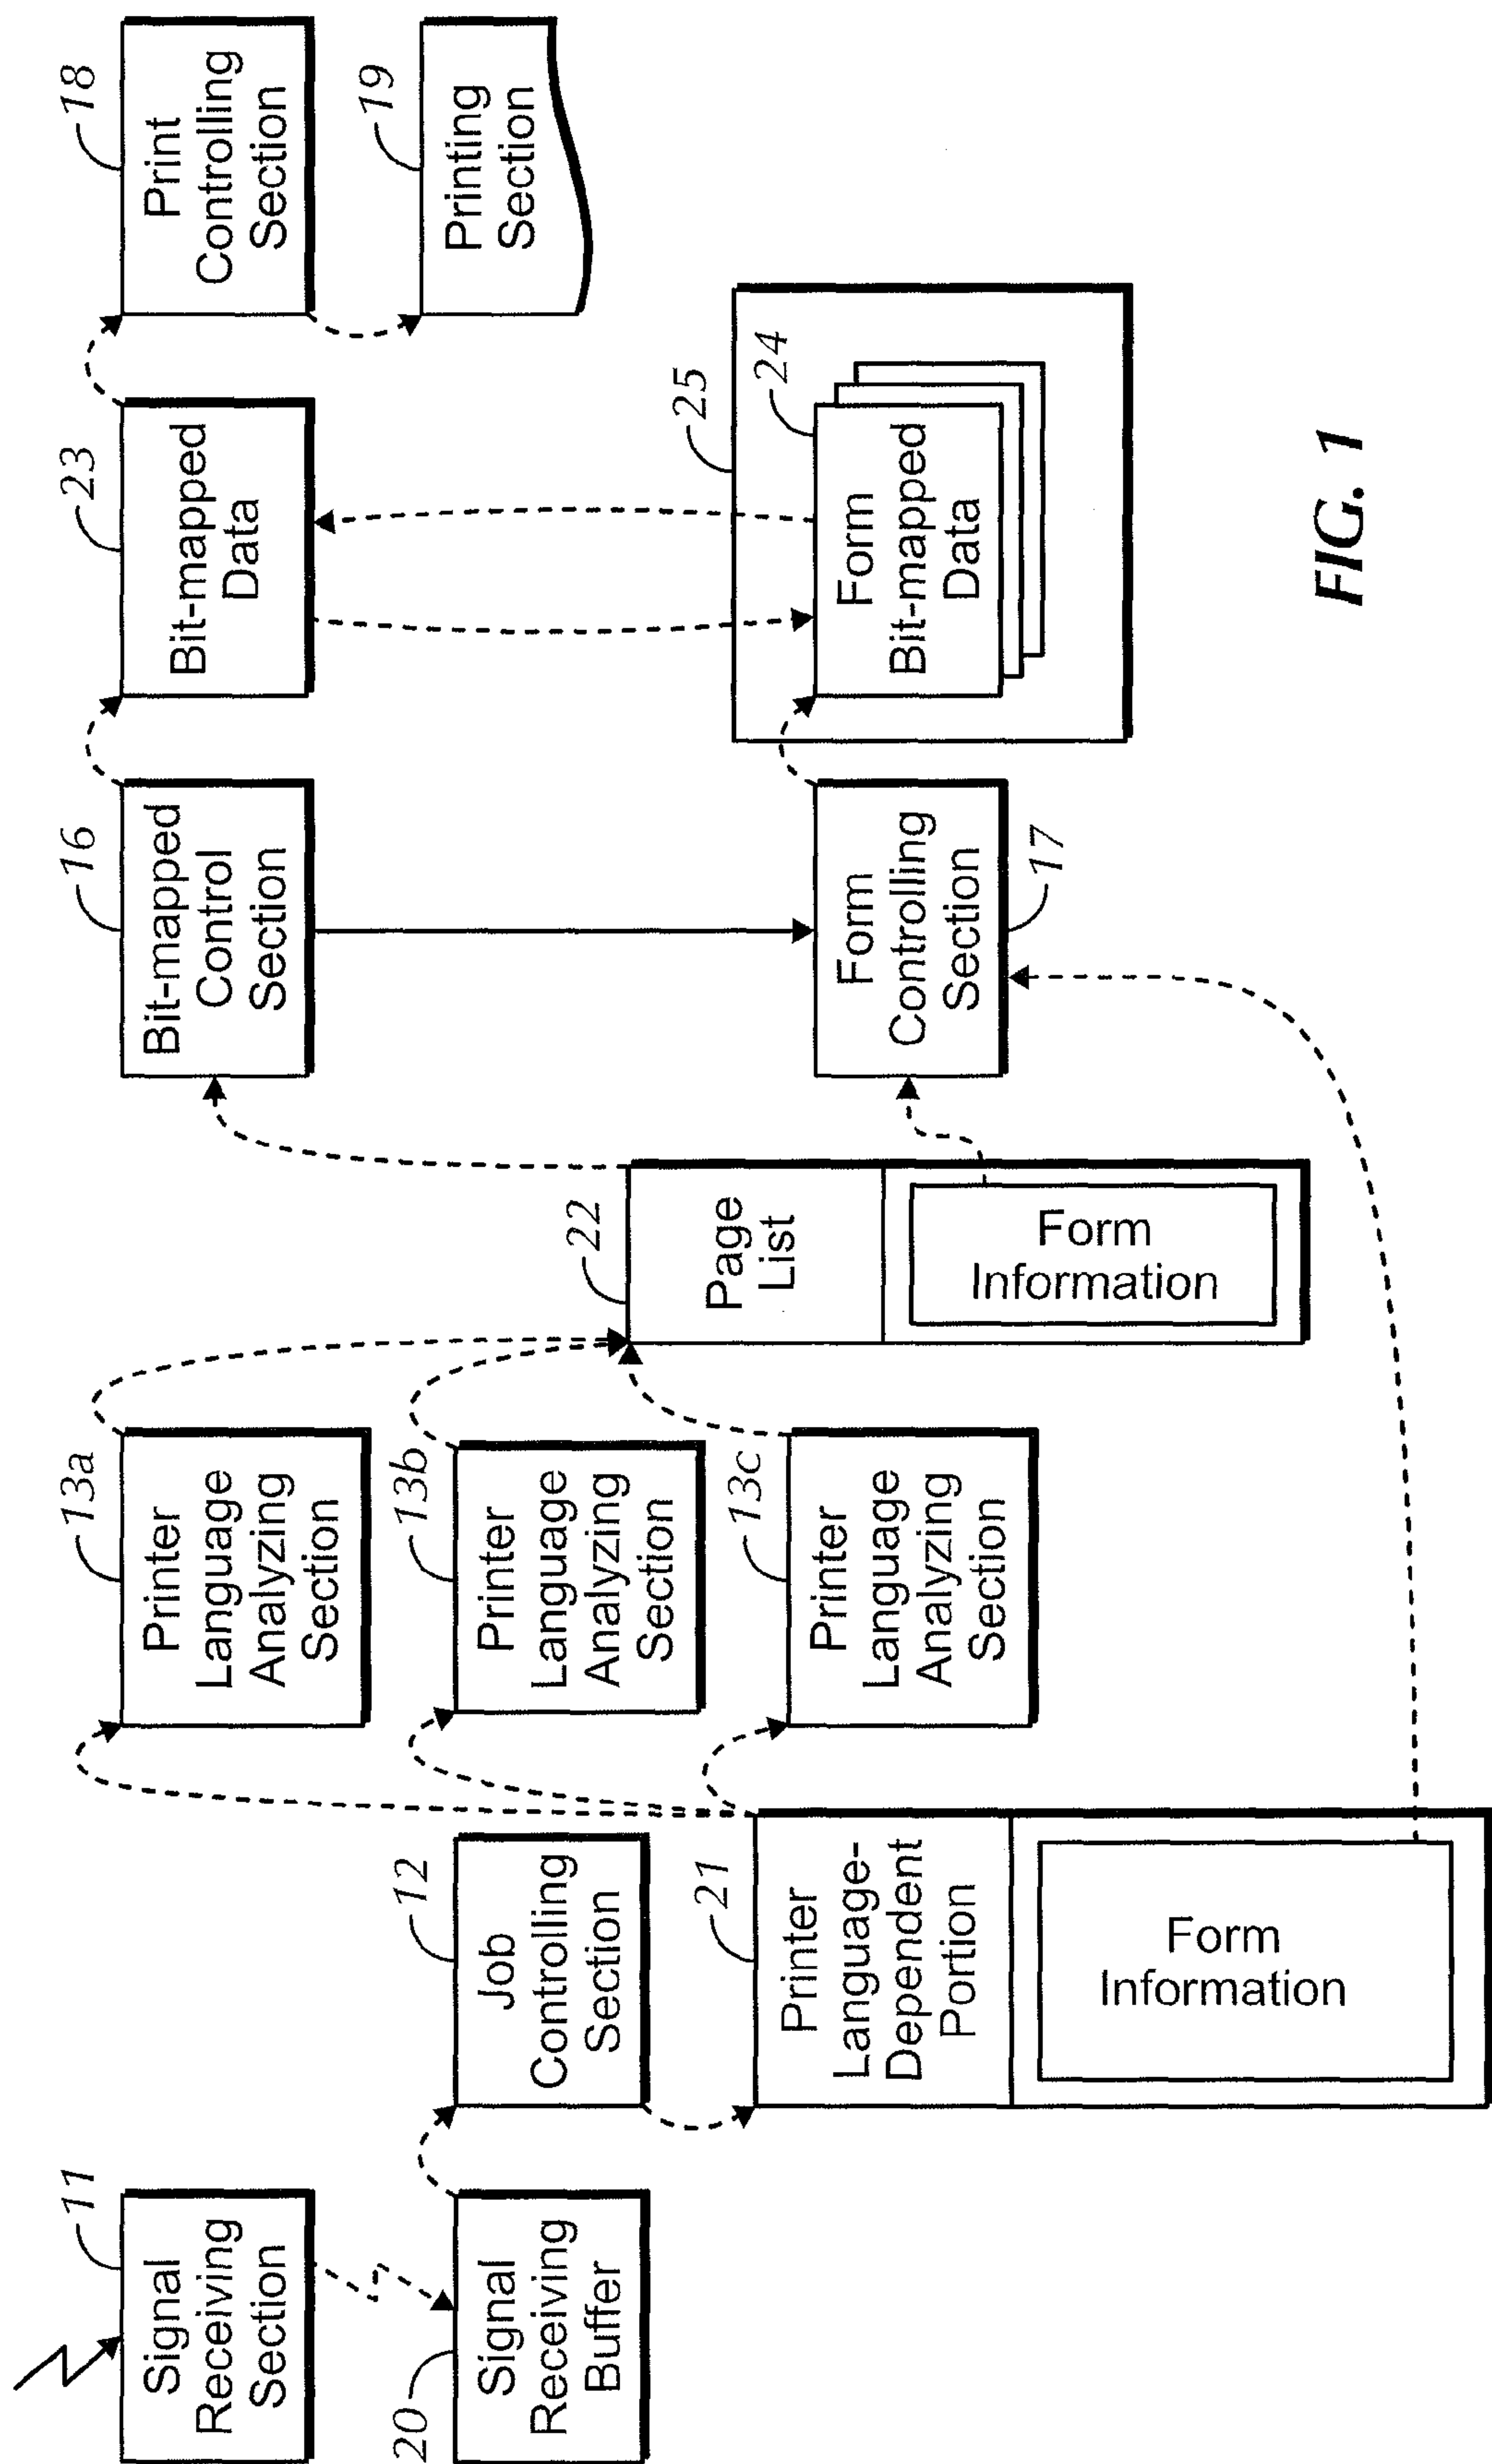 11
Signal
Receiving
Section
20
Signal
Receiving
Buffer
12
Job
Controlling
Section
21
Printer
Language-
Dependent
Portion
Form
Information
13a
Printer
Language
Analyzing
Section
13b
Printer
Language
Analyzing
Section
13c
Printer
Language
Analyzing
Section
22
Page
List
Form
Information
16
Bit-mapped
Control
Section
Form
Controlling
Section
17
23
Bit-mapped
Data
25
24
Form
Bit-mapped
Data
18
Print
Controlling
Section
19
Printing
Section
FIG. 1